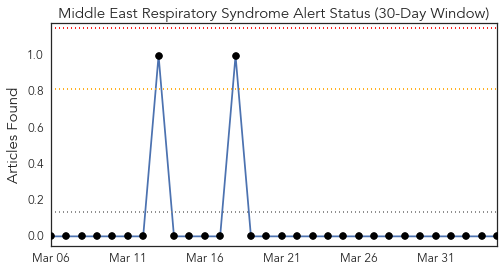 Middle East Respiratory Syndrome Alert Status (30-Day Window)
Articles Found
1.0
0.8
0.6
0.4
0.2
0.0
Mar 06 Mar 11 Mar 16 Mar 21 Mar 26 Mar 31